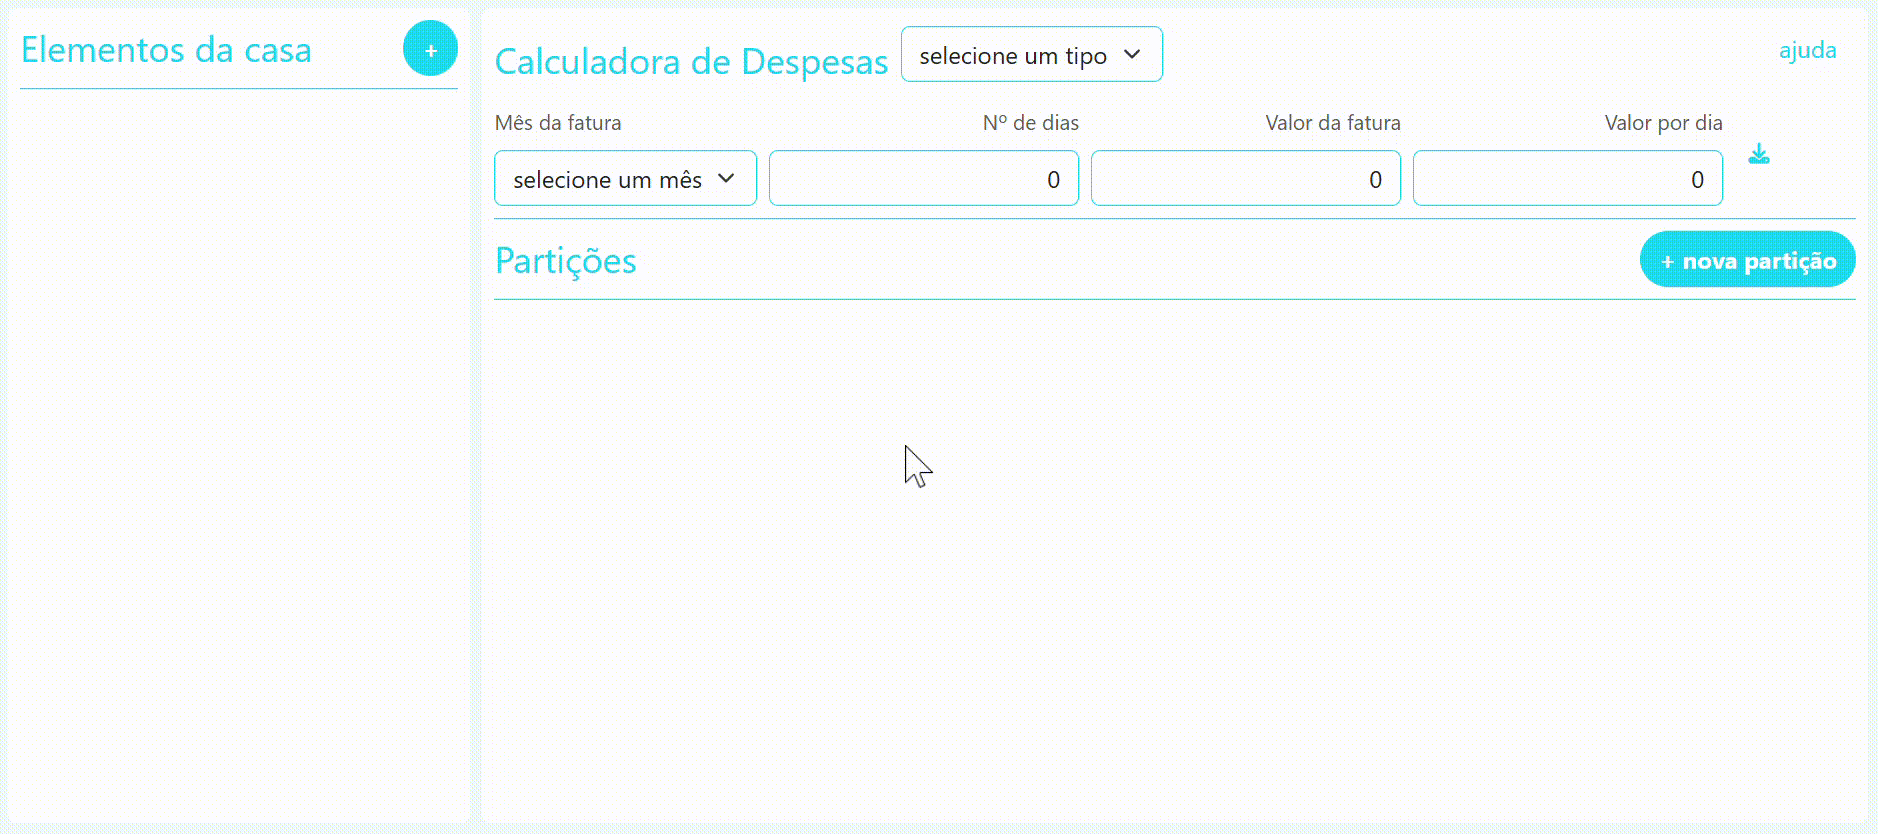 Elementos da casa
+
Calculadora de Despesas
selecione um tipo
ajuda
Mês da fatura
Nº de dias
Valor da fatura
Valor por dia
selecione um mês
0
0
0
Partições
+ nova partição